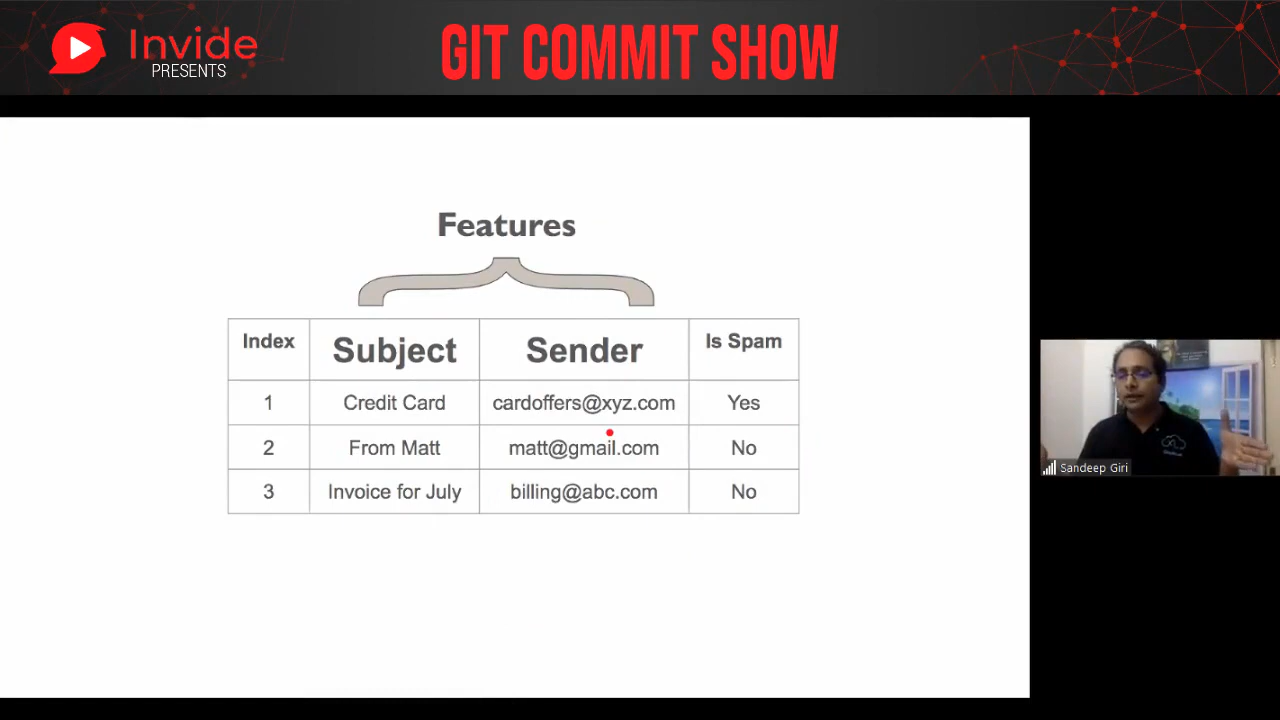 Invide
PRESENTS
GIT COMMIT SHOW
Features
Index Subject Sender Is Spam
1 Credit Card cardoffers@xyz.com Yes
2 From Matt matt@gmail.com No
3 Invoice for July billing@abc.com No
Sandeep Giri